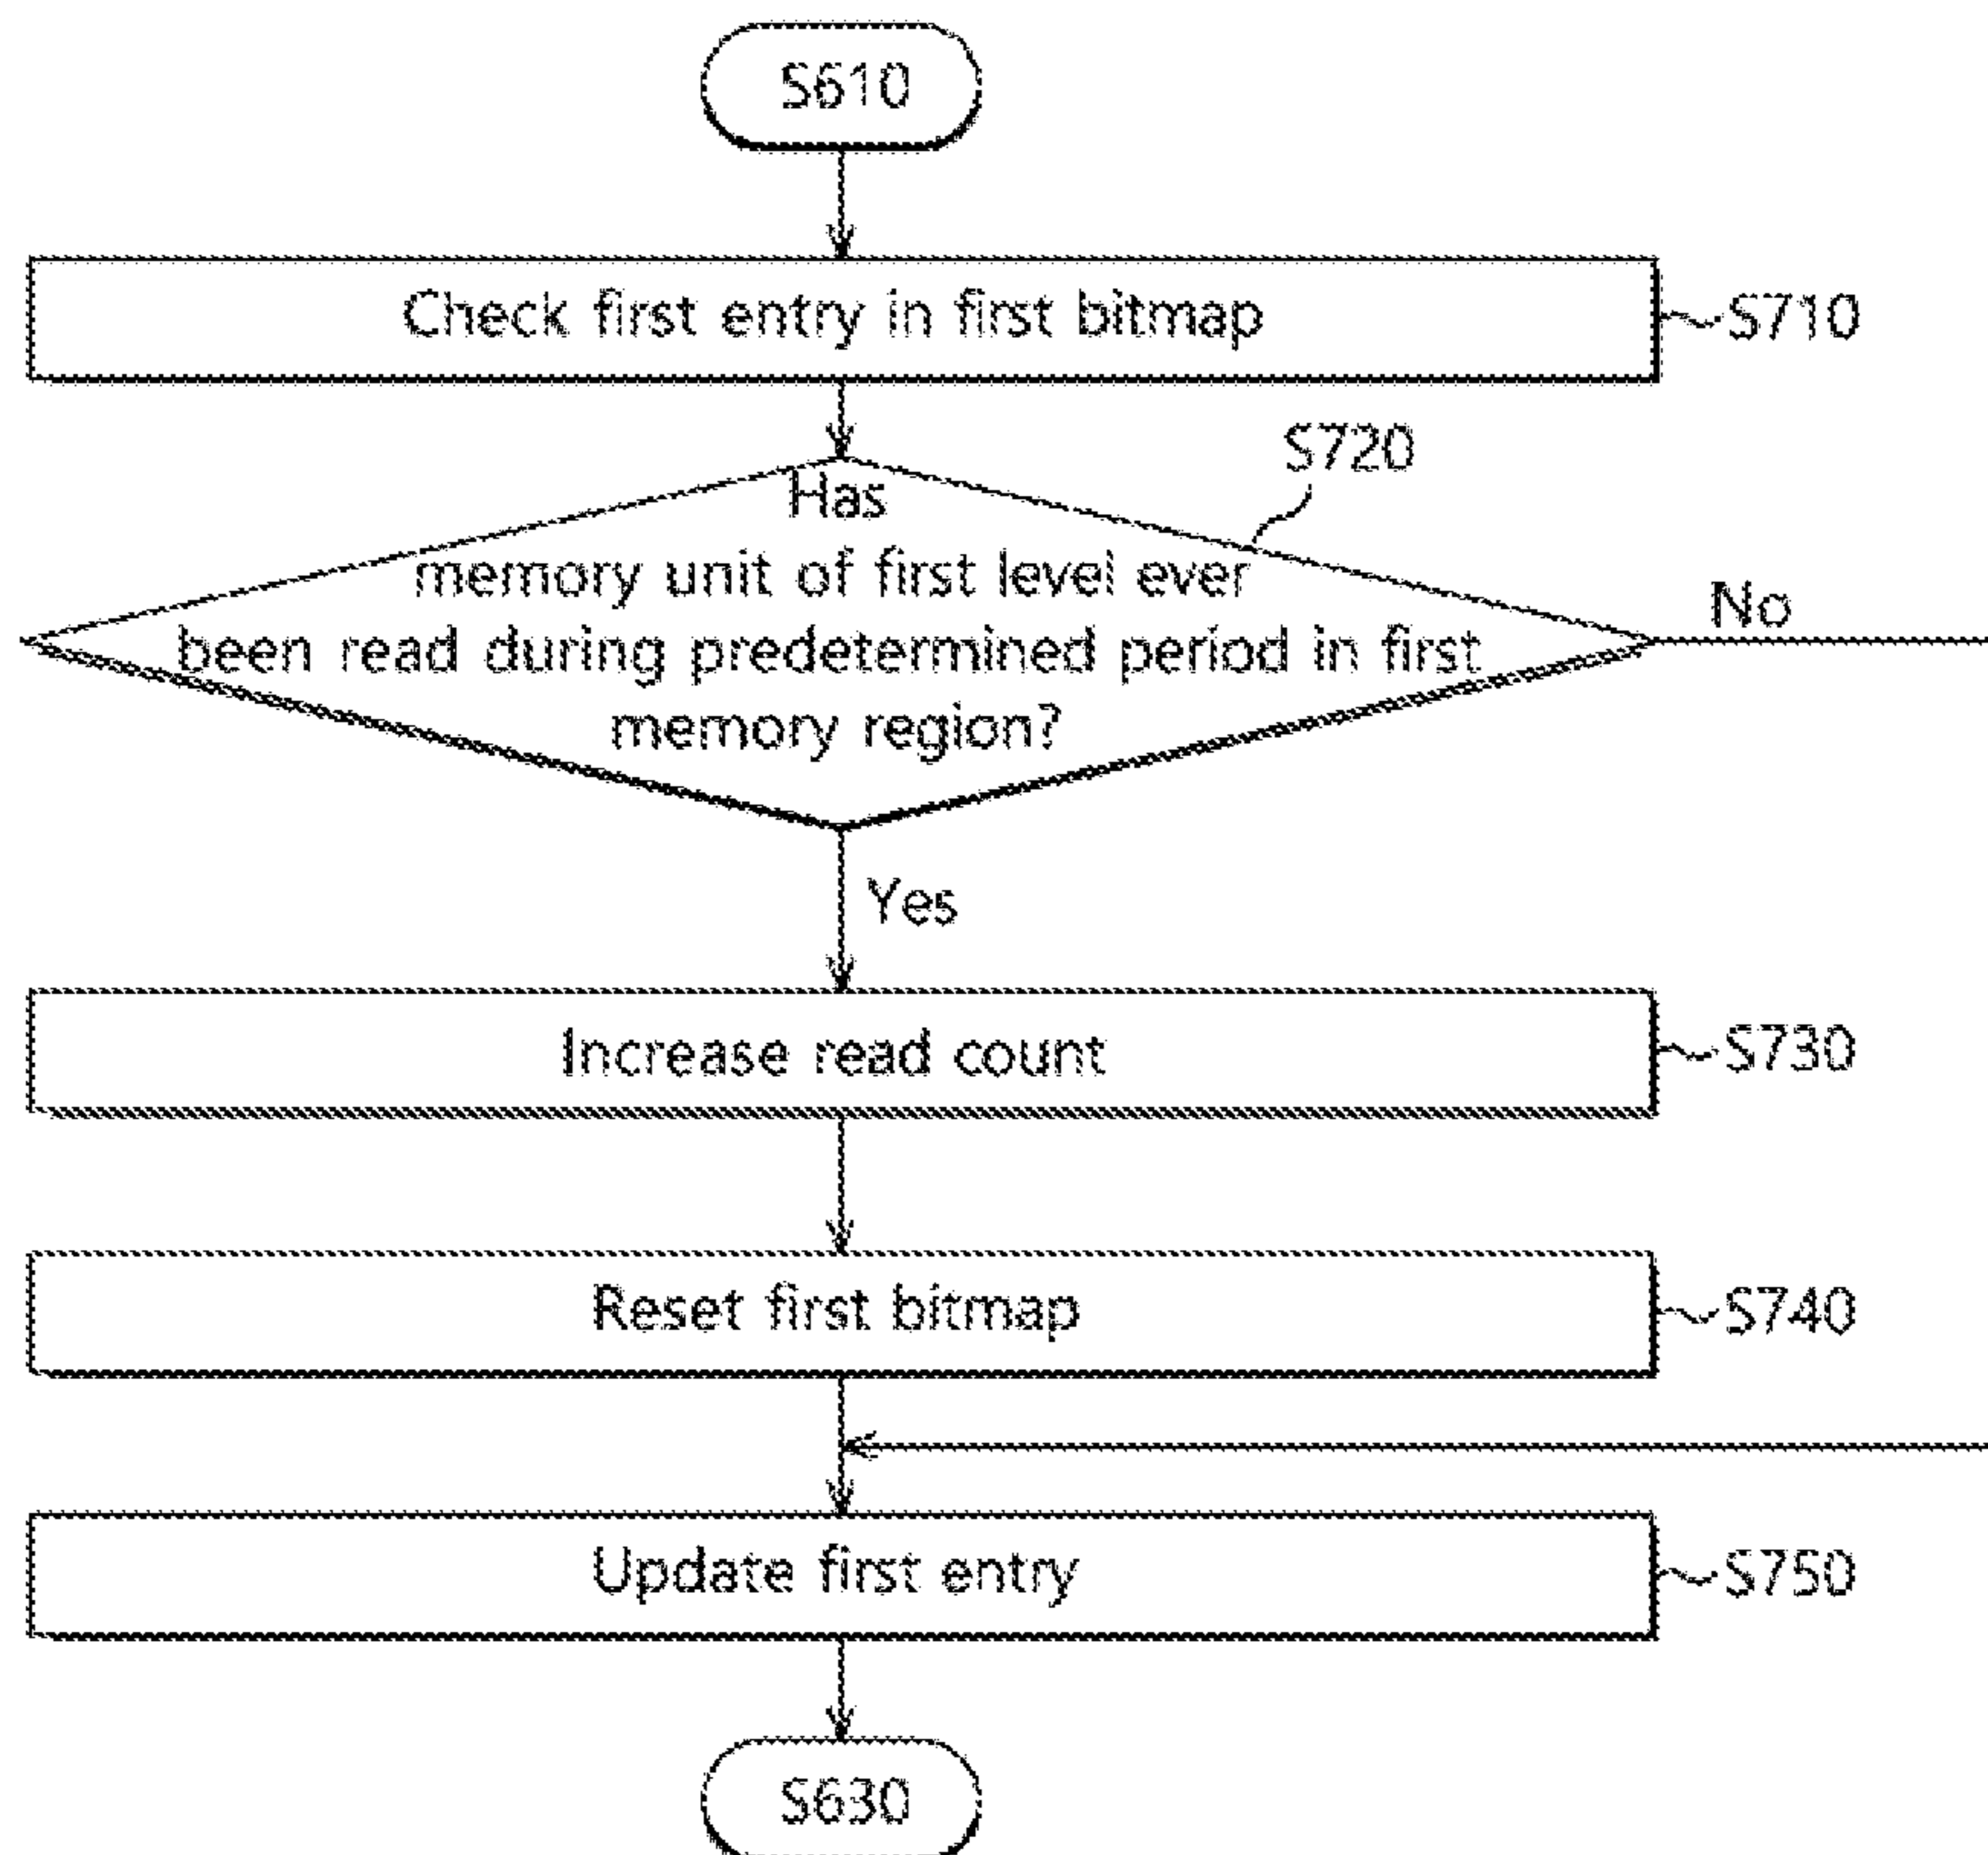 S610
Check first entry in first bitmap
S710
S720
Has
memory unit of first level ever
been read during predetermined period in first
memory region?
No
Yes
Increase read count
S730
Reset first bitmap
S740
Update first entry
S750
S630